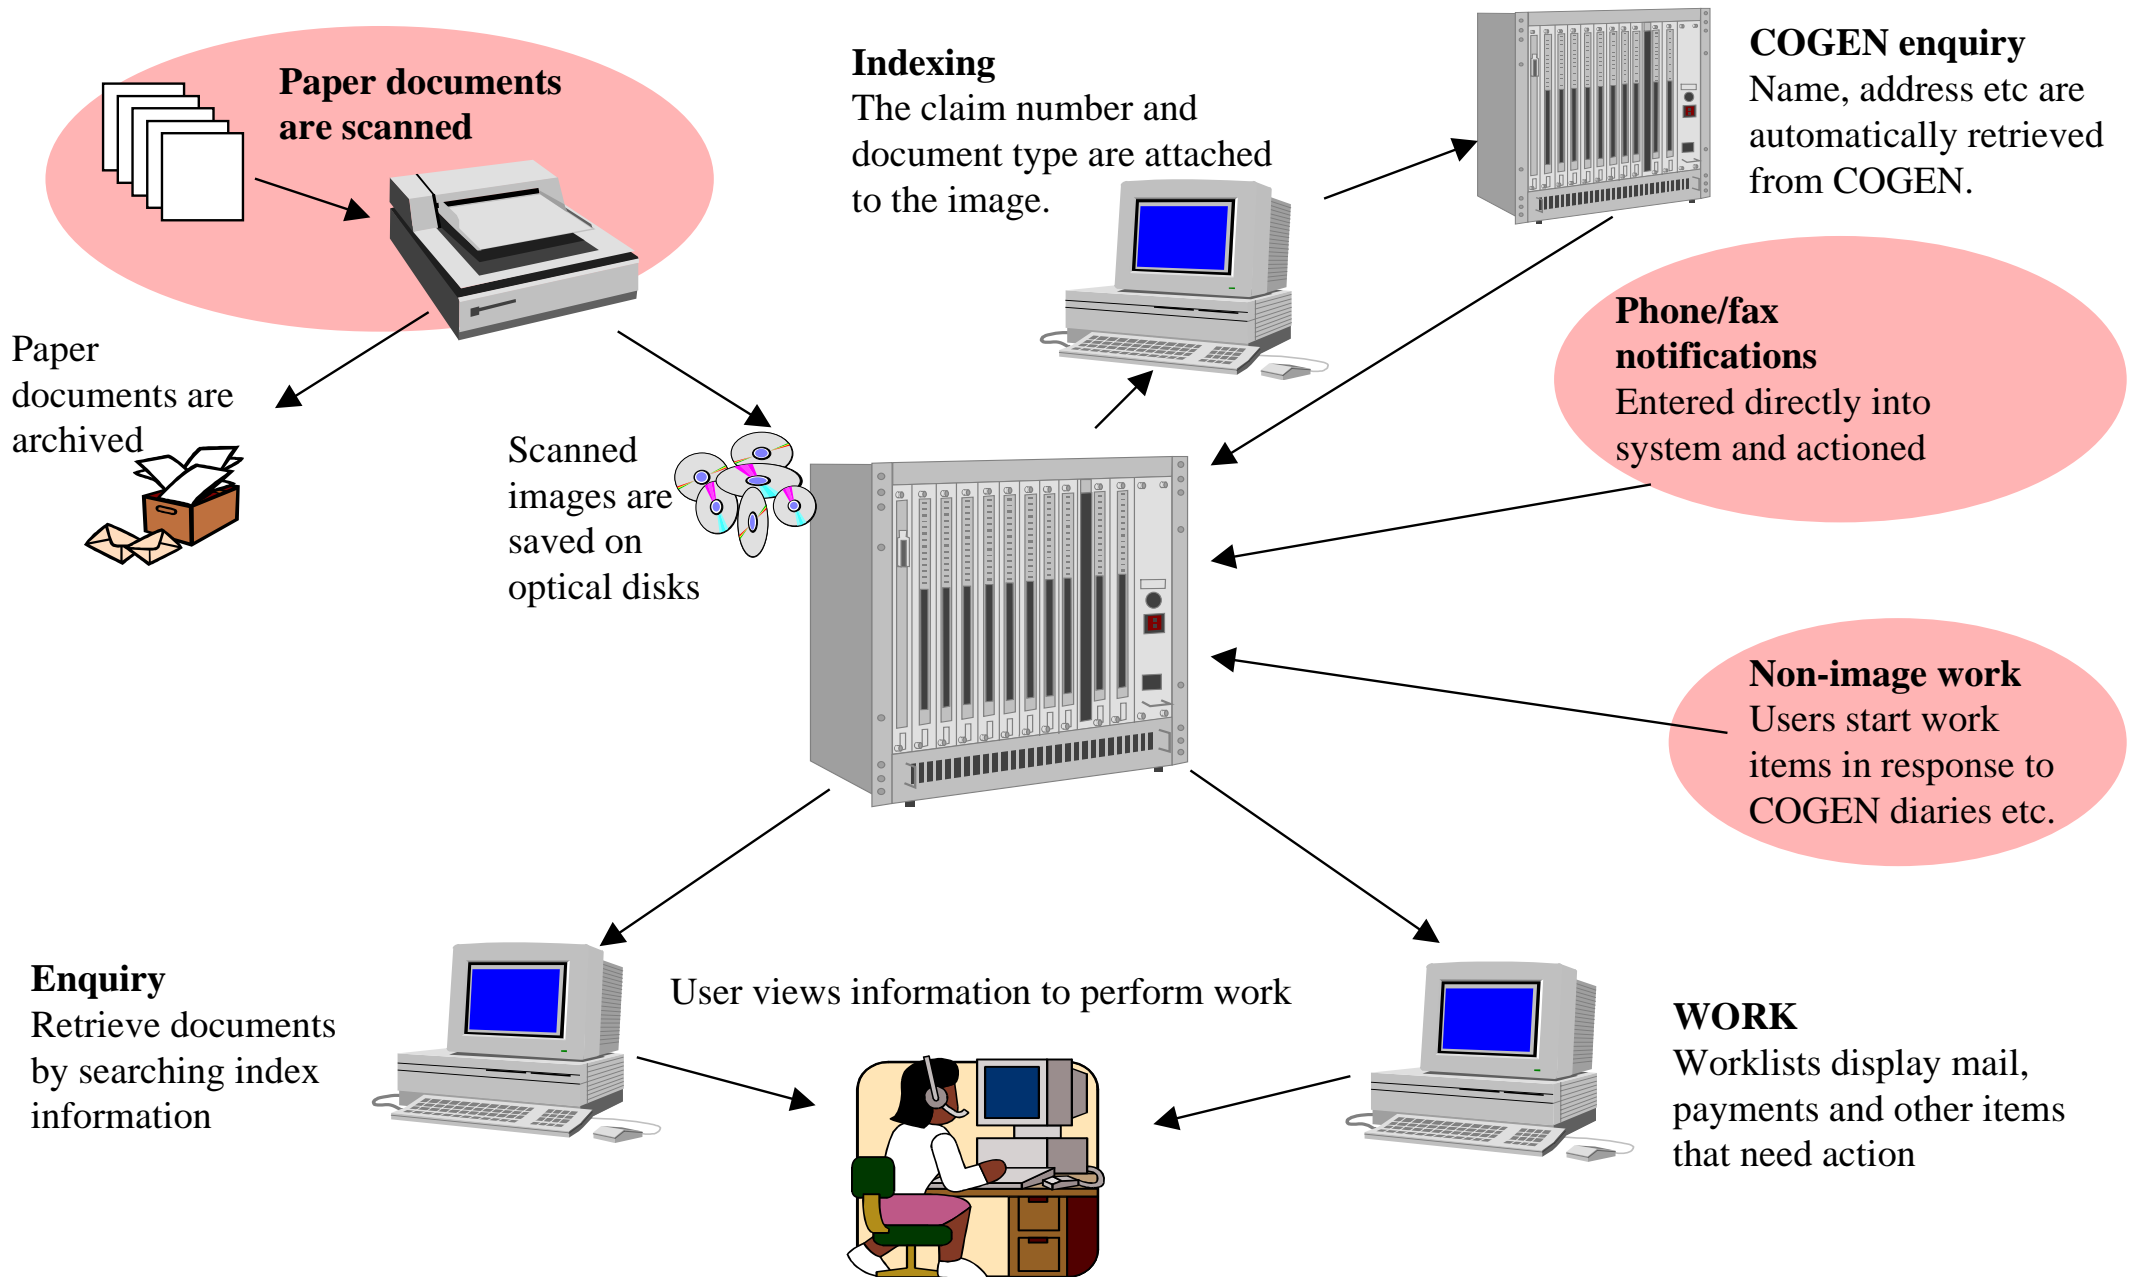 Paper documents
are scanned
Indexing
The claim number and
document type are attached
to the image.
COGEN enquiry
Name, address etc are
automatically retrieved
from COGEN.
Paper
documents are
archived
Scanned
images are
saved on
optical disks
Phone/fax
notifications
Entered directly into
system and actioned
Non-image work
Users start work
items in response to
COGEN diaries etc.
Enquiry
Retrieve documents
by searching index
information
User views information to perform work
WORK
Worklists display mail,
payments and other items
that need action